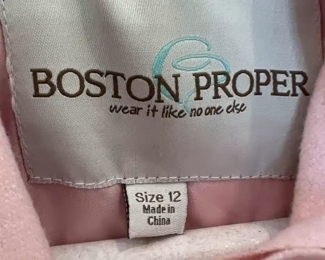 BOSTON PROPER
wear it like no one else
Size 12
Made in
China